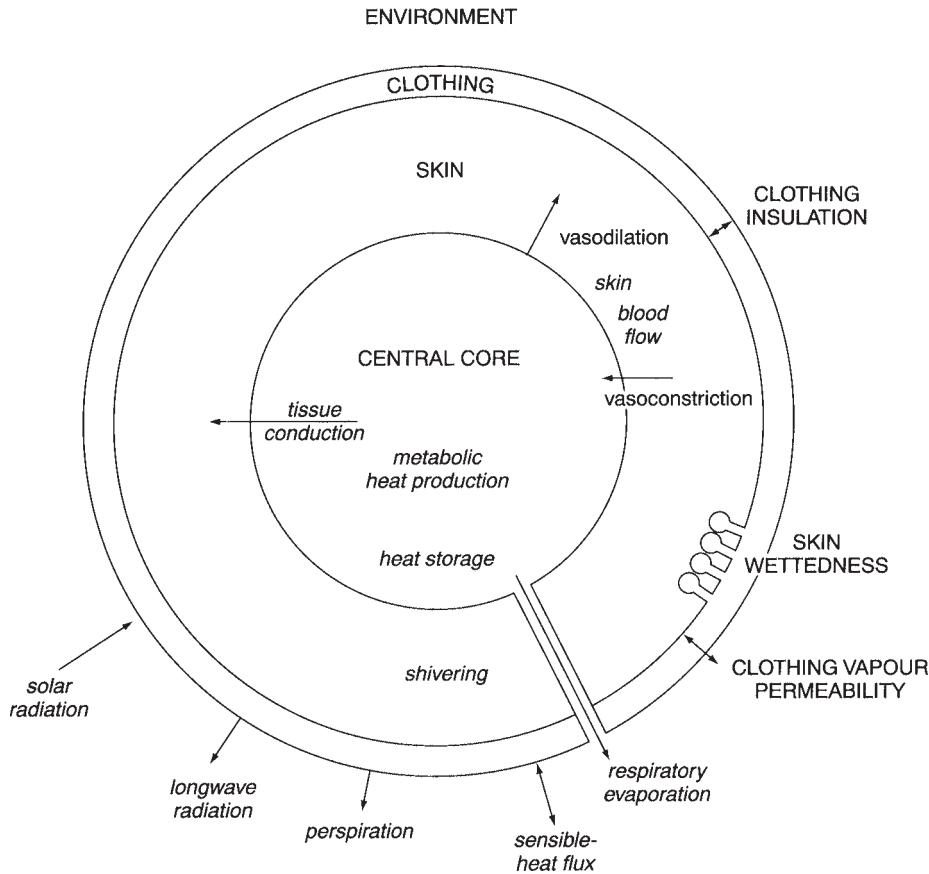 ENVIRONMENT
CLOTHING
SKIN
CLOTHING
INSULATION
vasodilation
skin
blood
flow
CENTRAL CORE
vasoconstriction
tissue
conduction
metabolic
heat production
heat storage
SKIN
WETTEDNESS
shivering
CLOTHING VAPOUR
PERMEABILITY
solar
radiation
longwave
radiation
perspiration
sensible-
heat flux
respiratory
evaporation